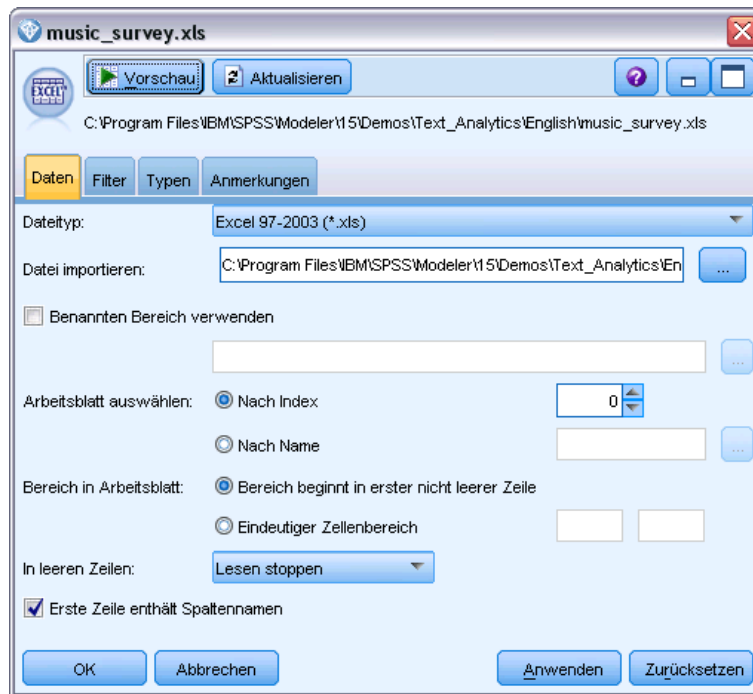 music_survey.xls
EXCEL
Vorschau Aktualisieren ?
C:\Program Files\IBM\SPSS\Modeler\15\Demos\Text_Analytics\English\music_survey.xls
Daten Filter Typen Anmerkungen
Dateityp: Excel 97-2003 (*.xls)
Datei importieren: C:\Program Files\IBM\SPSS\Modeler\15\Demos\Text_Analytics\En ...
Benannten Bereich verwenden
...
Arbeitsblatt auswählen: Nach Index 0
Nach Name ...
Bereich in Arbeitsblatt: Bereich beginnt in erster nicht leerer Zeile
Eindeutiger Zellenbereich
In leeren Zeilen: Lesen stoppen
Erste Zeile enthält Spaltennamen
OK Abbrechen Anwenden Zurücksetzen